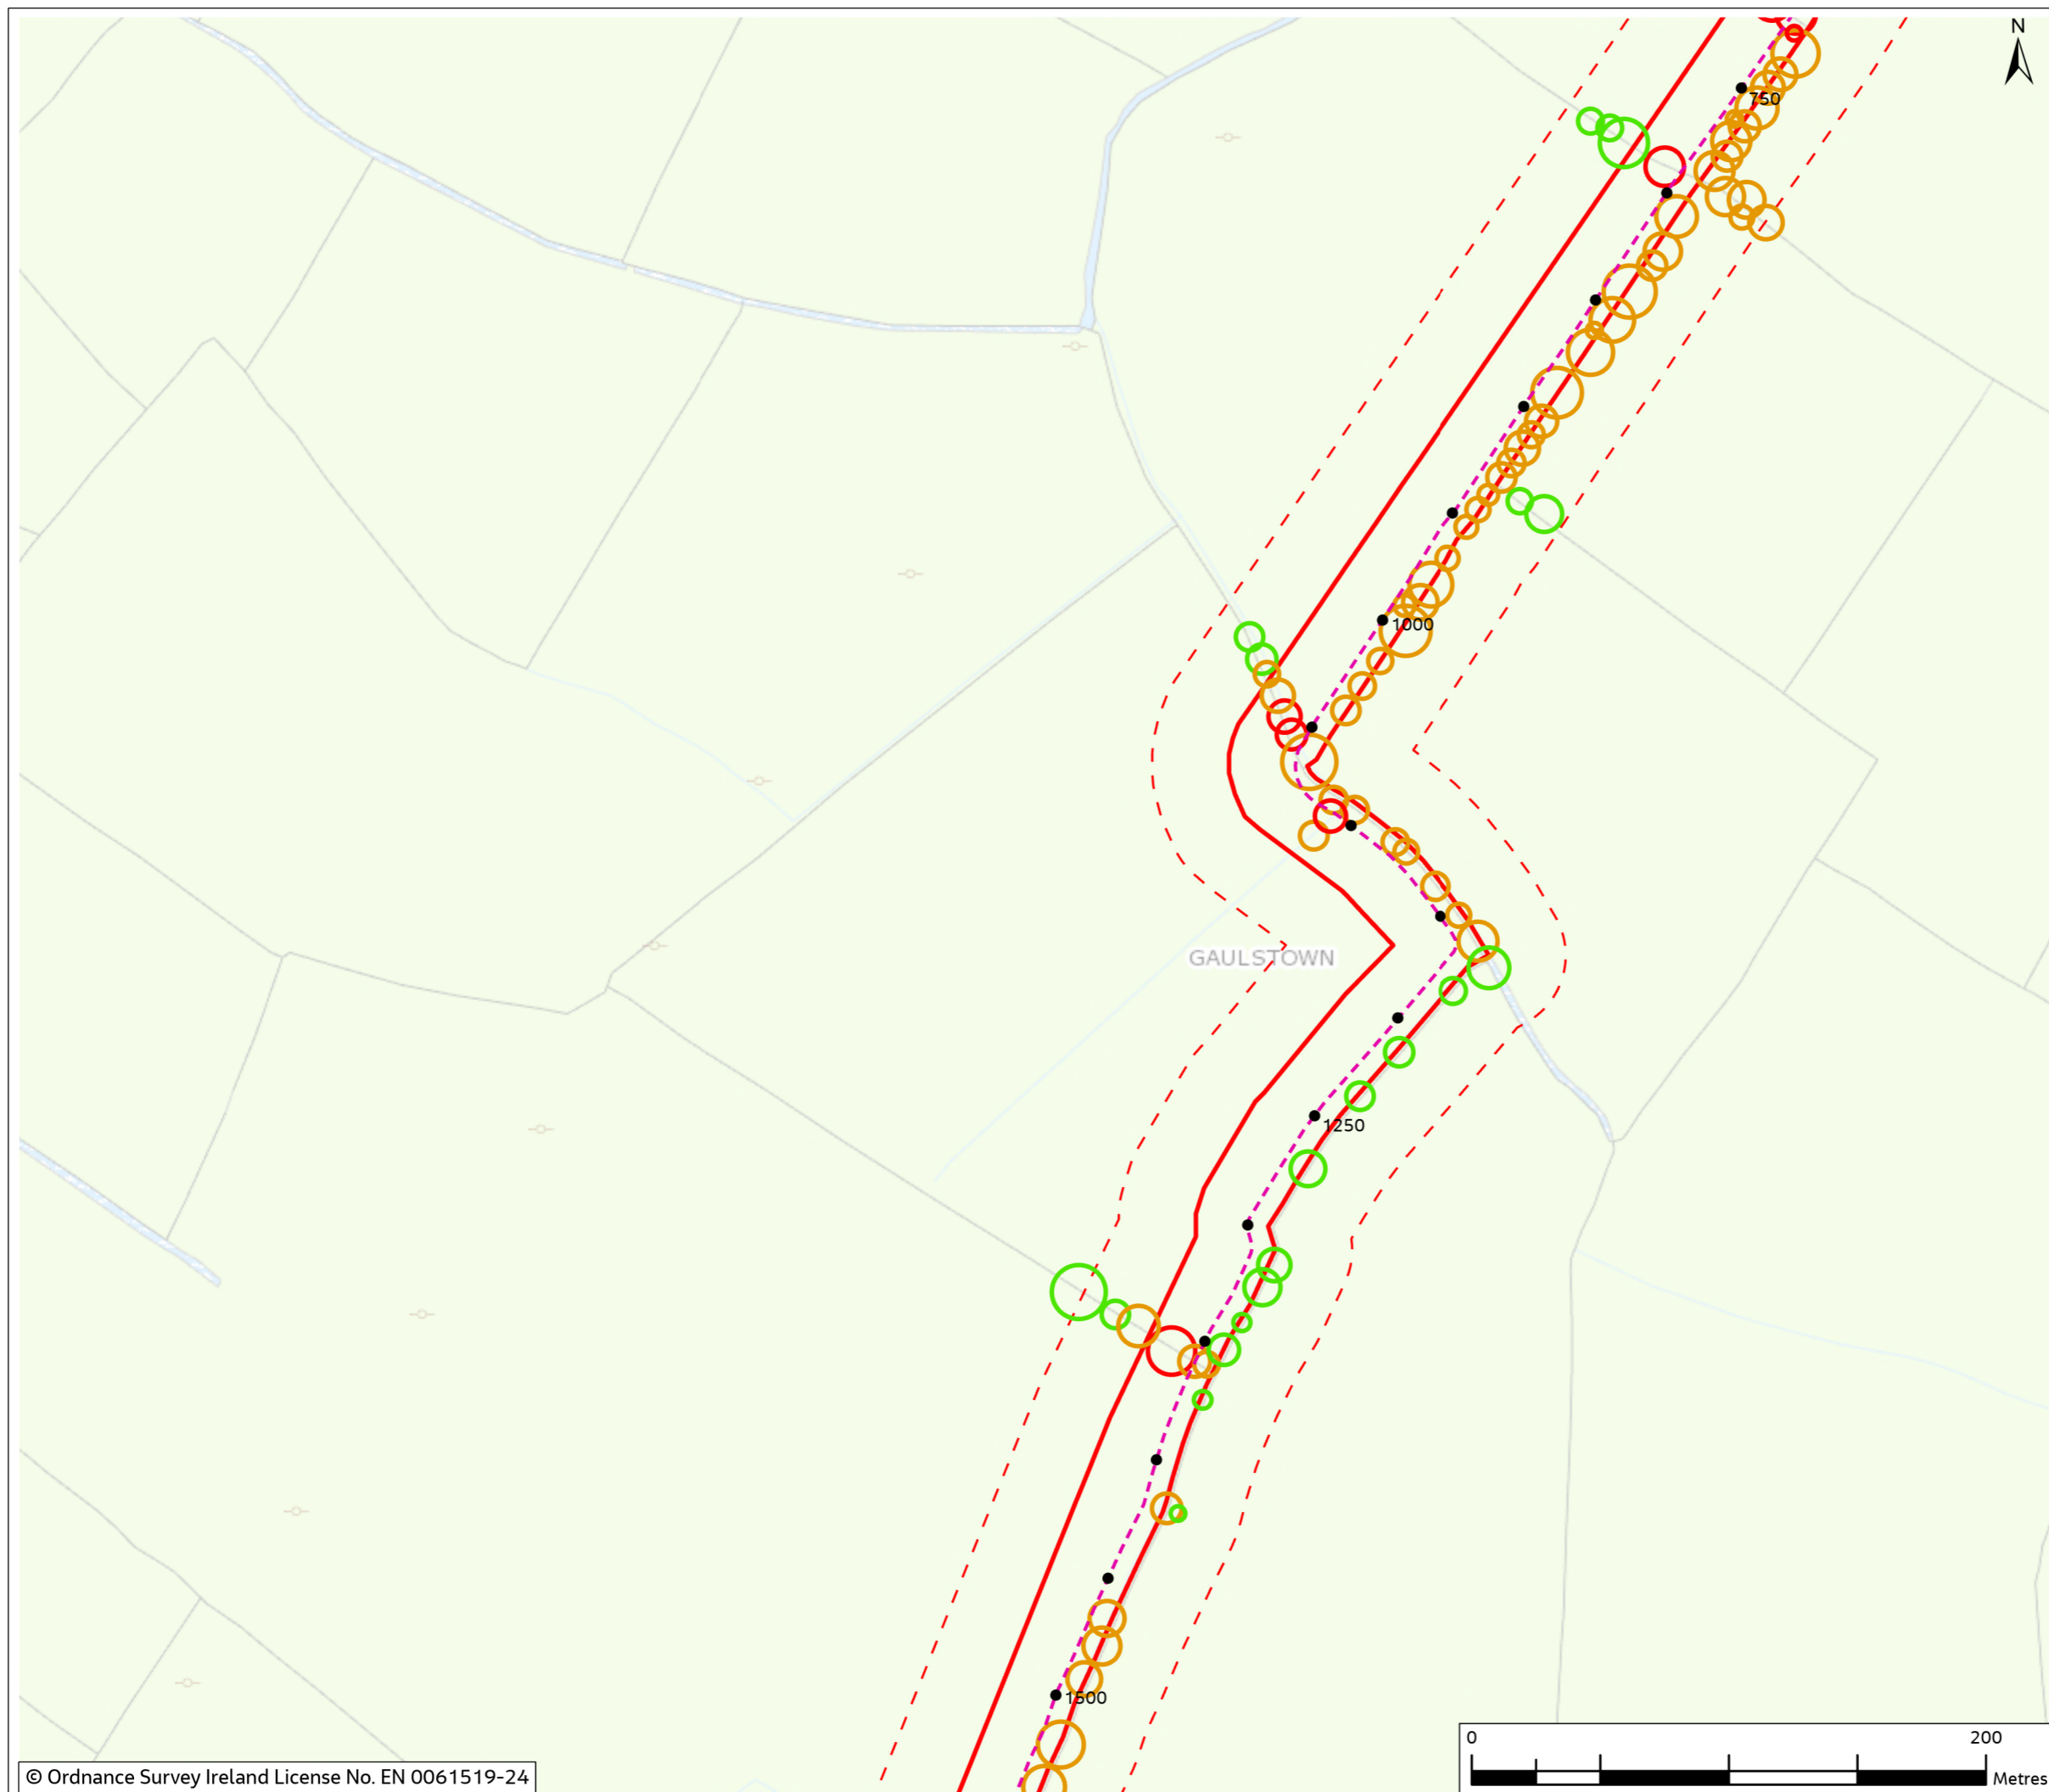 N
750
1000
GAULSTOWN
1250
1500
0 200
Metres
© Ordnance Survey Ireland License No. EN 0061519-24